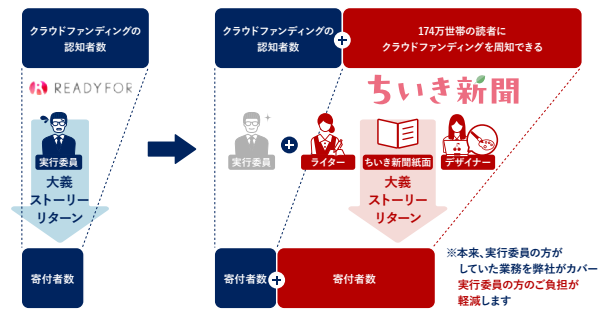 クラウドファンディングの
認知者数
READYFOR
実行委員
大義
ストーリー
リターン
寄付者数
クラウドファンディングの
認知者数
+
174万世帯の読者に
クラウドファンディングを周知できる
ちいき新聞
実行委員
+
ライター
ちいき新聞紙面
デザイナー
大義
ストーリー
リターン
寄付者数
+
寄付者数
※本来、実行委員の方が
していた業務を弊社がカバー
実行委員の方のご負担が
軽減します